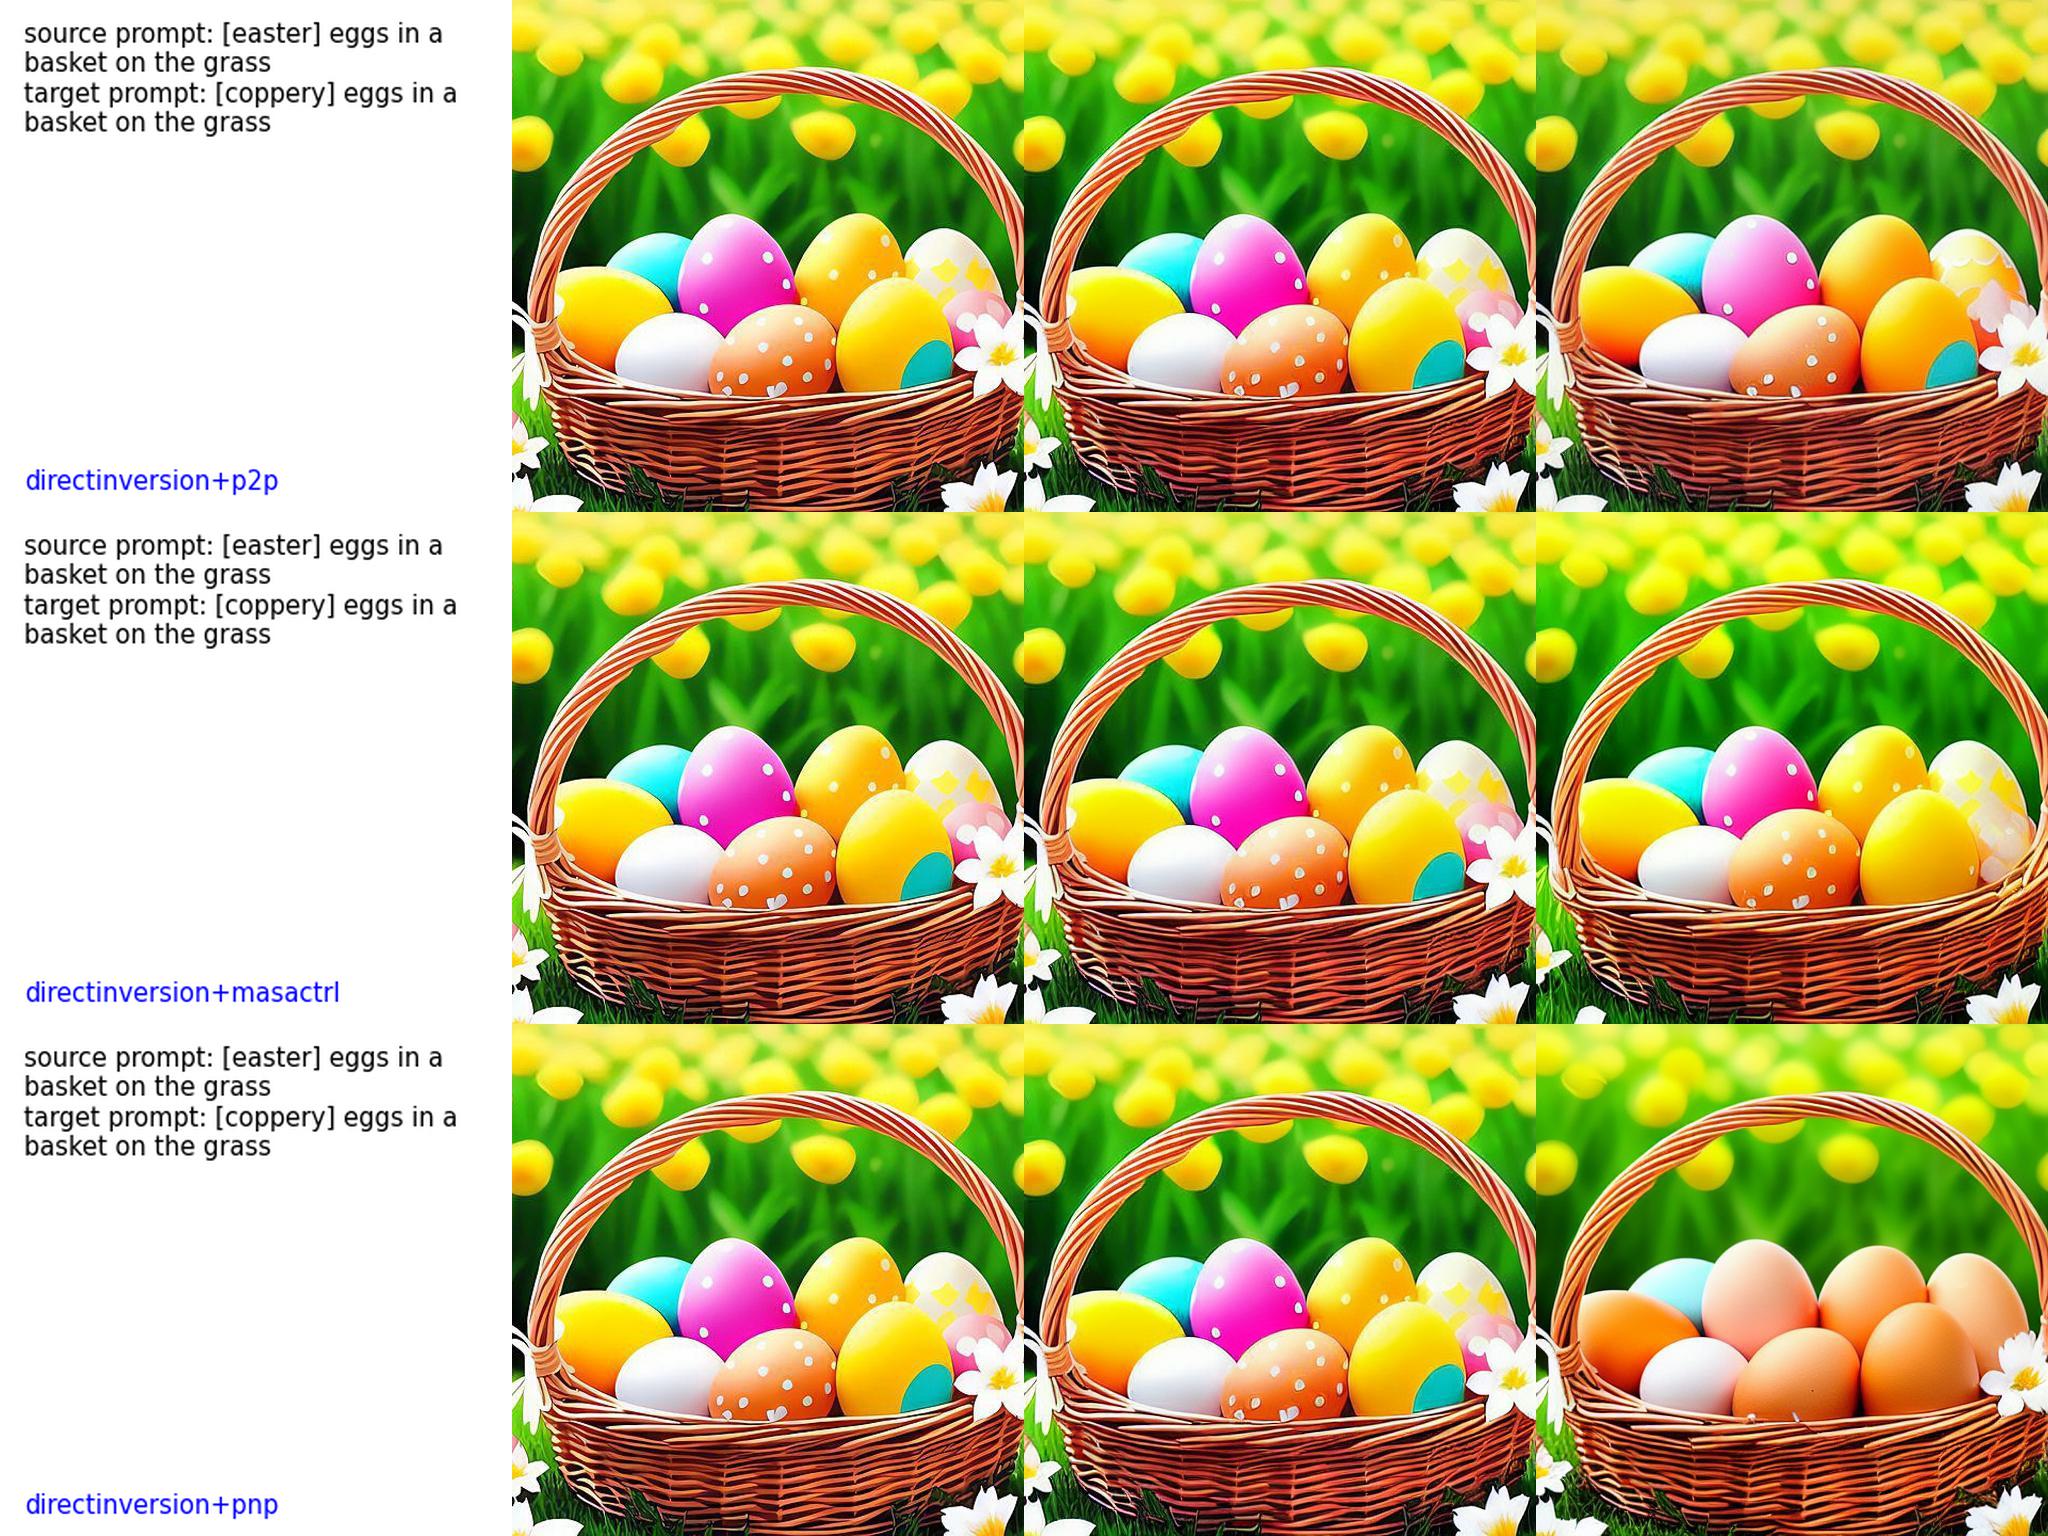 source prompt: [easter] eggs in a
basket on the grass
target prompt: [coppery] eggs in a
basket on the grass
directinversion+p2p
source prompt: [easter] eggs in a
basket on the grass
target prompt: [coppery] eggs in a
basket on the grass
directinversion+masactrl
source prompt: [easter] eggs in a
basket on the grass
target prompt: [coppery] eggs in a
basket on the grass
directinversion+pnp